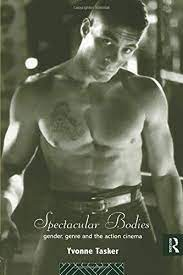 Spectacular Bodies
gender, genre and the action cinema
Yvonne Tasker
R